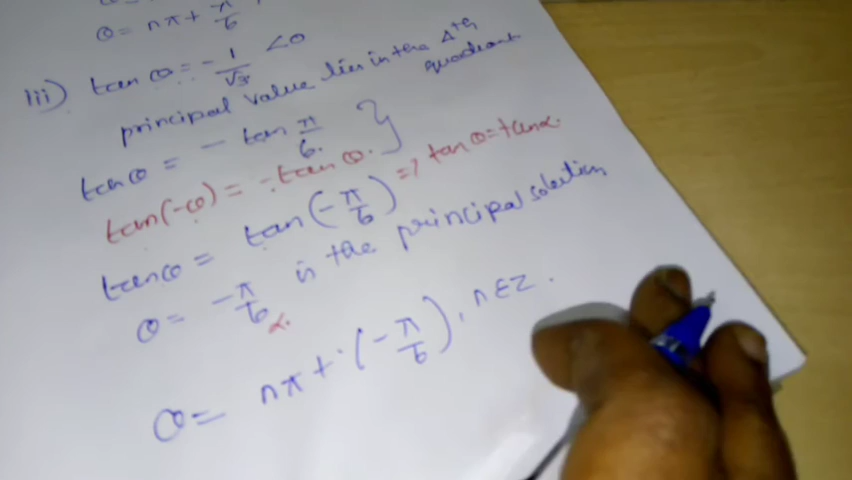 θ = nπ + π/6,
iii) tan θ = - 1/√3 < 0
principal value lies in the 4th quadrant
tan θ = - tan π/6. }
tan(-θ) = - tan θ. => tan θ = tan α.
tan θ = tan(-π/6)
θ = -π/6 is the principal solution
α.
θ = nπ + (-π/6), n ∈ Z.